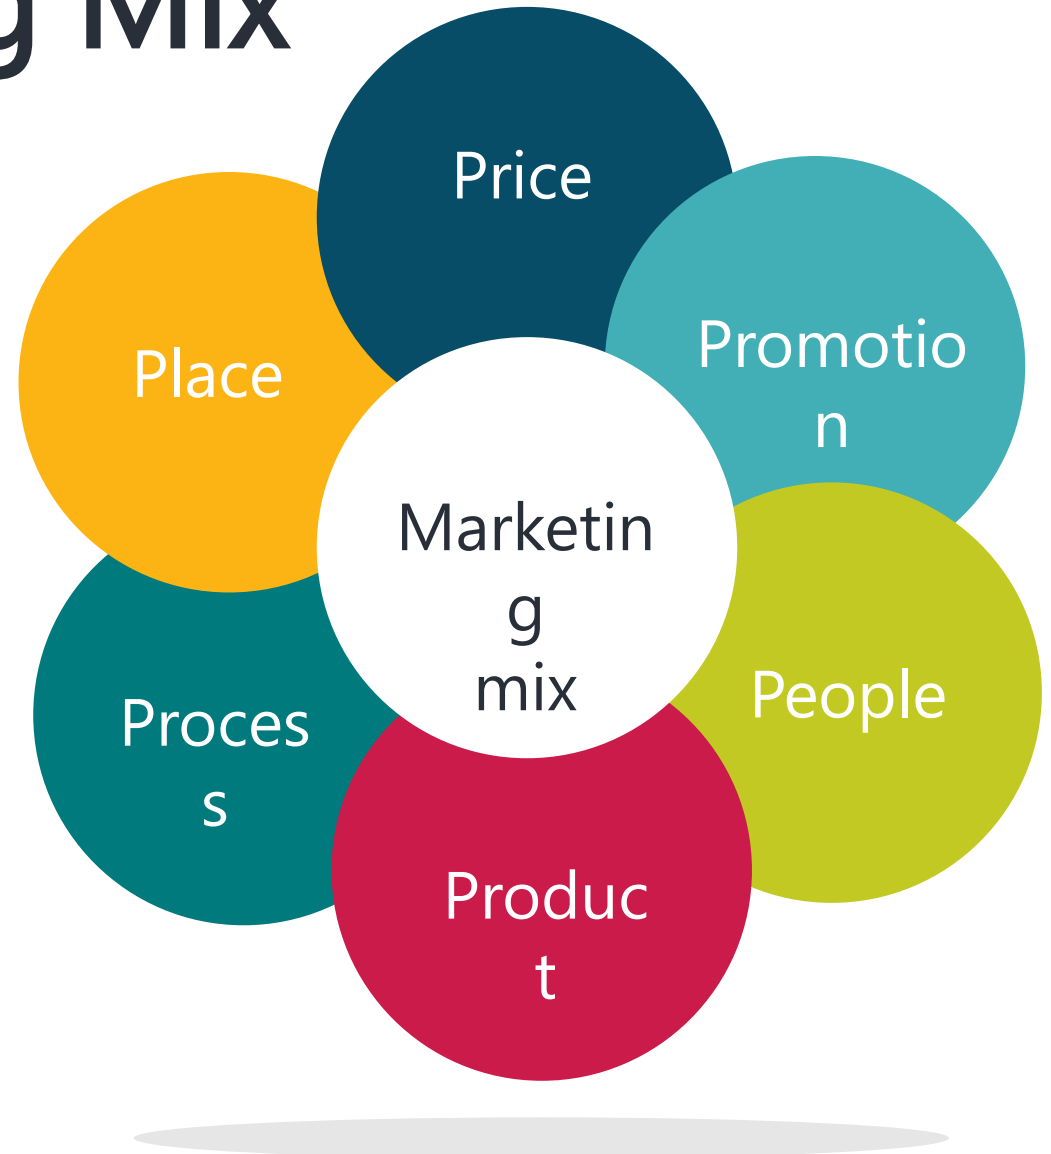 g Mix
Price
Promotio
n
Place
Marketin
g
mix
People
Proces
s
Produc
t